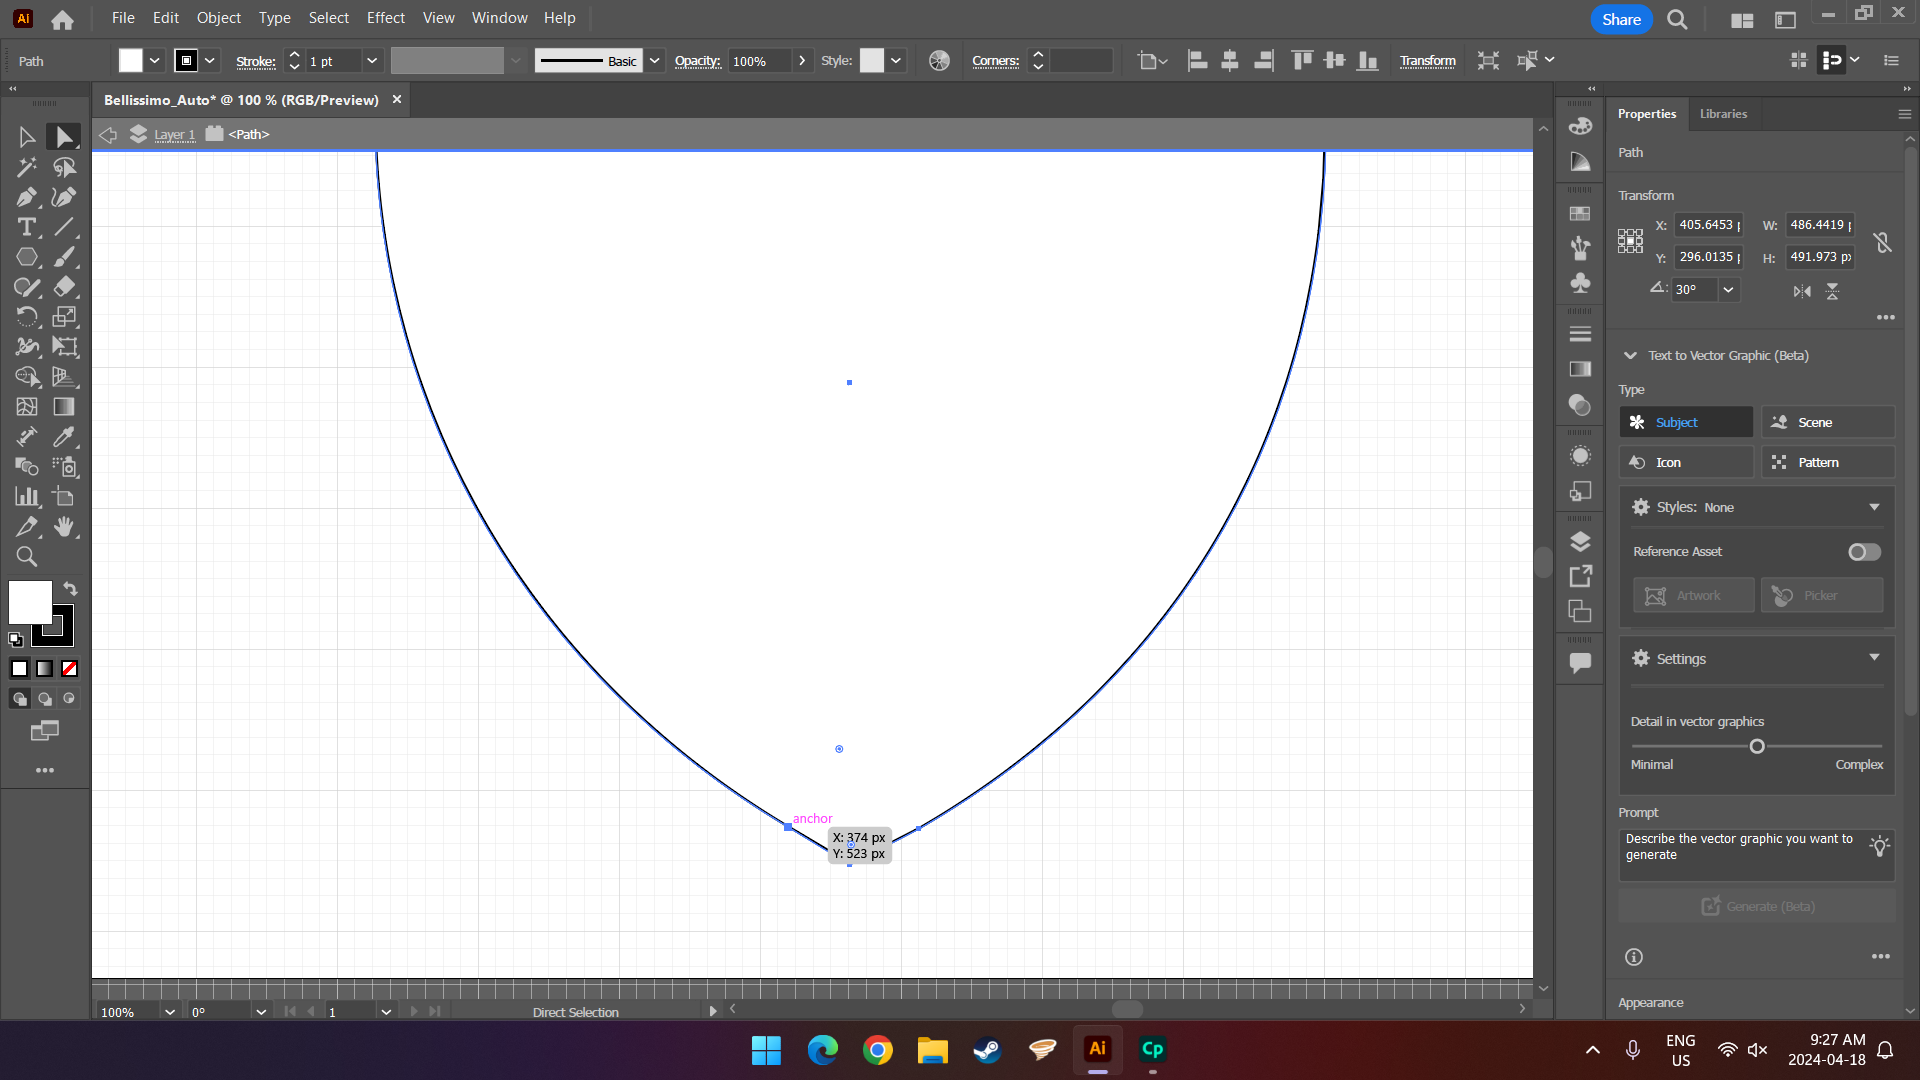 Ai File Edit Object Type Select Effect View Window Help Share
Path Stroke: 1 pt Basic Opacity: 100% Style: Corners: Transform
Bellissimo_Auto* @ 100 % (RGB/Preview)
Layer 1 <Path>
anchor
X: 374 px
Y: 523 px
100% 0° 1 Direct Selection
Properties Libraries
Path
Transform
X: 405.6453 W: 486.4419
Y: 296.0135 H: 491.973 px
30°
Text to Vector Graphic (Beta)
Type
Subject Scene
Icon Pattern
Styles: None
Reference Asset
Artwork Picker
Settings
Detail in vector graphics
Minimal Complex
Prompt
Describe the vector graphic you want to
generate
Generate (Beta)
Appearance
Ai Cp
ENG
US
9:27 AM
2024-04-18